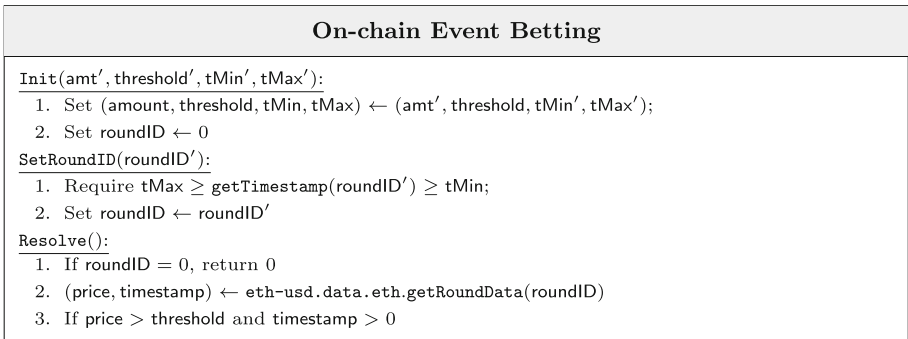 On-chain Event Betting
Init(amt′, threshold′, tMin′, tMax′):
1. Set (amount, threshold, tMin, tMax) ← (amt′, threshold, tMin′, tMax′);
2. Set roundID ← 0
SetRoundID(roundID′):
1. Require tMax ≥ getTimestamp(roundID′) ≥ tMin;
2. Set roundID ← roundID′
Resolve():
1. If roundID = 0, return 0
2. (price, timestamp) ← eth-usd.data.eth.getRoundData(roundID)
3. If price > threshold and timestamp > 0